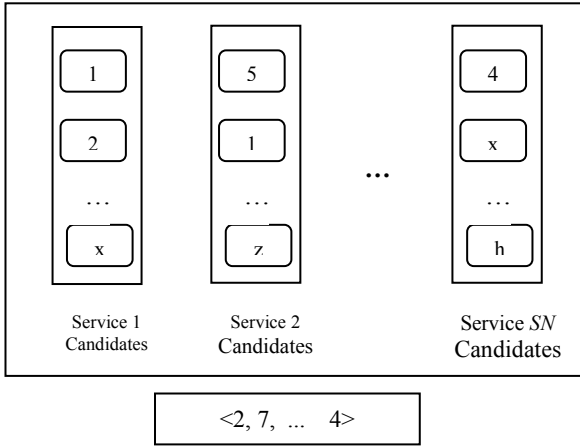 1 5 4
2 1 x
... ... ... ...
x z h
Service 1 Service 2 Service SN
Candidates Candidates Candidates
<2, 7, ... 4>